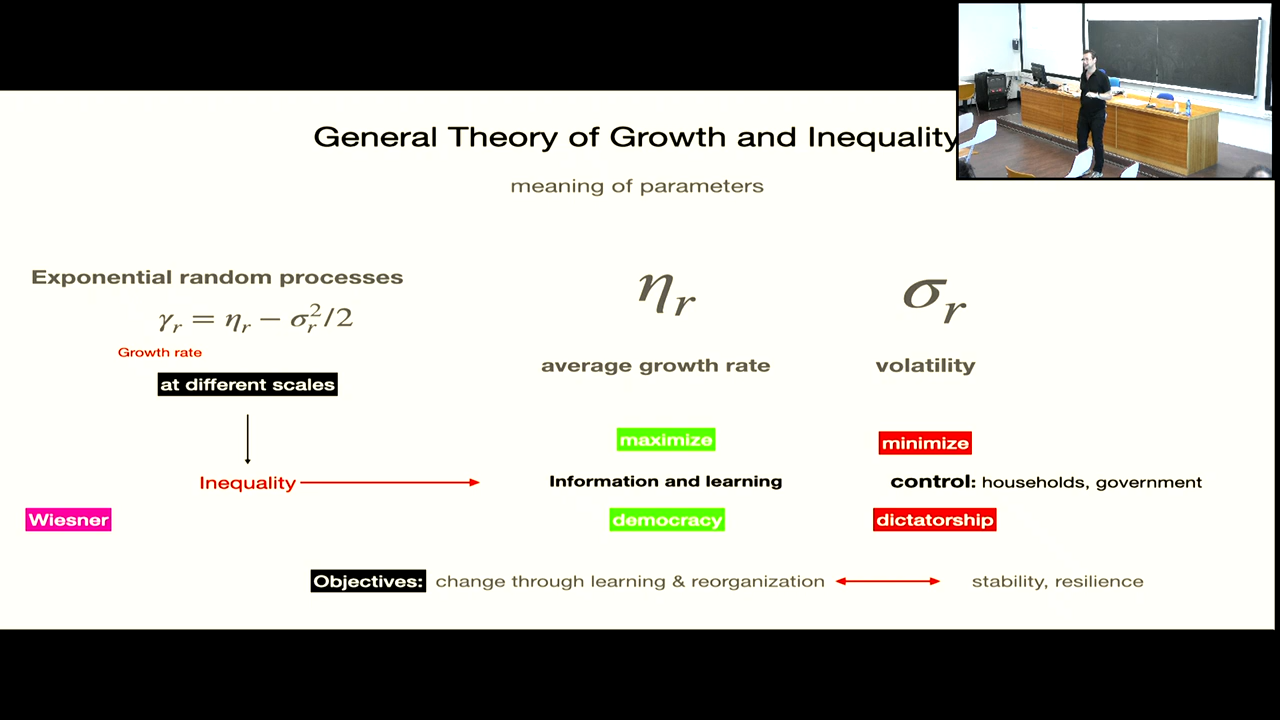 General Theory of Growth and Inequality
meaning of parameters
Exponential random processes
γr = ηr − σr²/2
Growth rate
at different scales
Inequality
Wiesner
ηr
average growth rate
maximize
Information and learning
democracy
σr
volatility
minimize
control: households, government
dictatorship
Objectives: change through learning & reorganization
stability, resilience